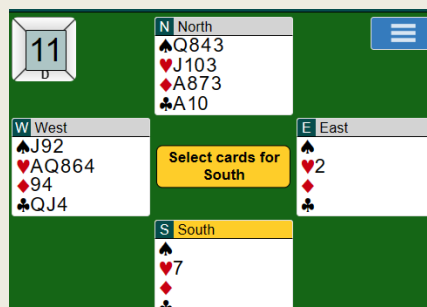 11
D
N North
♠Q843
♥J103
♦A873
♣A10
W West
♠J92
♥AQ864
♦94
♣QJ4
Select cards for
South
E East
♠
♥2
♦
♣
S South
♠
♥7
♦
♣